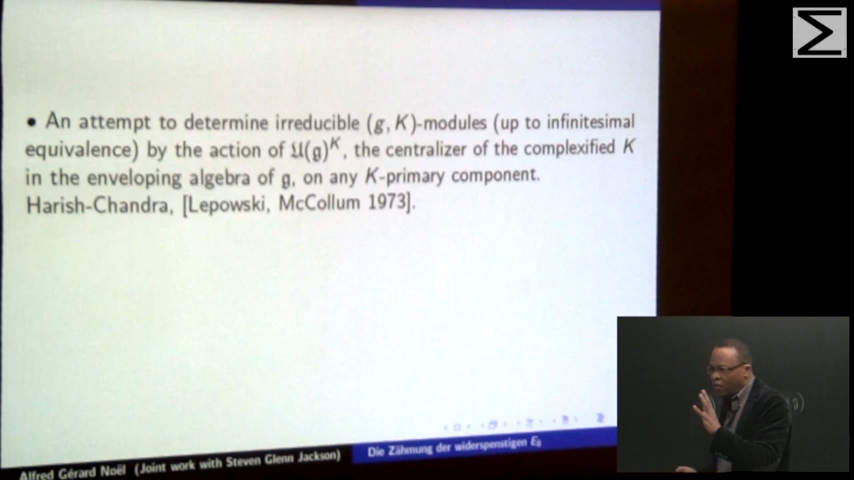 • An attempt to determine irreducible (g, K)-modules (up to infinitesimal
equivalence) by the action of 𝔘(𝔤)^K, the centralizer of the complexified K
in the enveloping algebra of 𝔤, on any K-primary component.
Harish-Chandra, [Lepowski, McCollum 1973].
Alfred Gérard Noël (Joint work with Steven Glenn Jackson)
Die Zähmung der widerspenstigen E₈
Σ